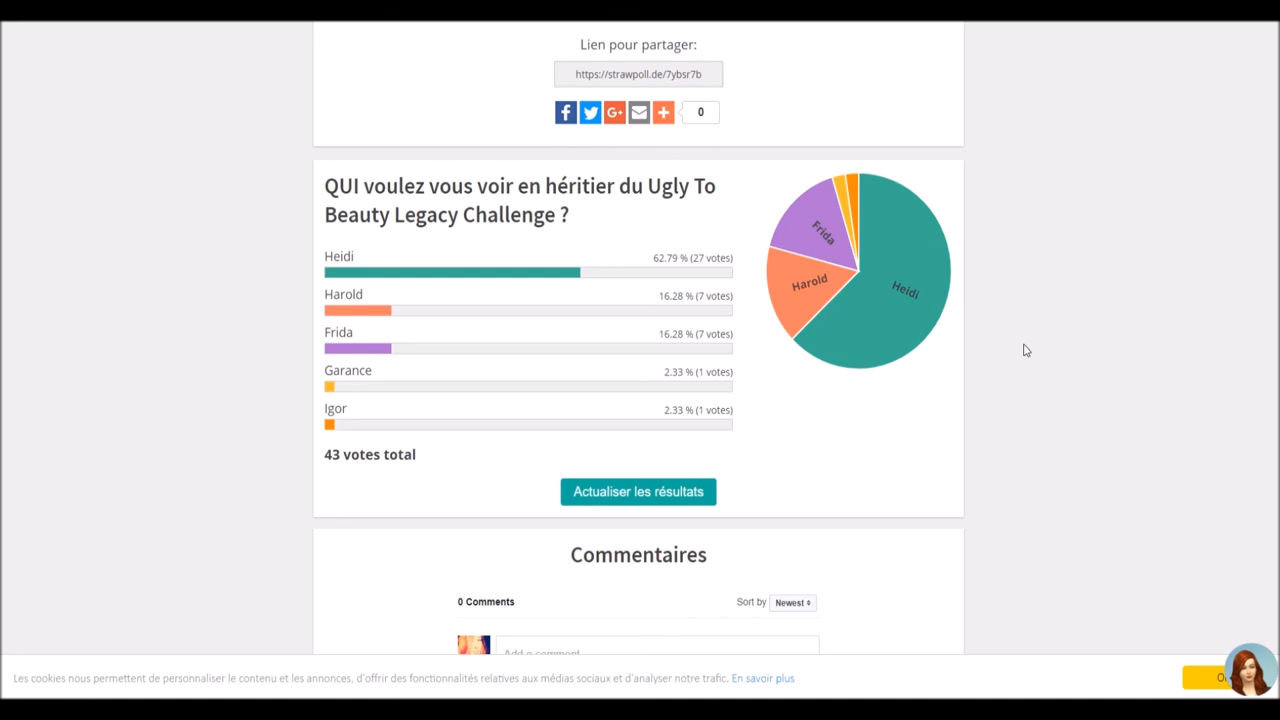 Lien pour partager:
https://strawpoll.de/7ybsr7b
0
QUI voulez vous voir en héritier du Ugly To
Beauty Legacy Challenge ?
Heidi
62.79 % (27 votes)
Harold
16.28 % (7 votes)
Frida
16.28 % (7 votes)
Garance
2.33 % (1 votes)
Igor
2.33 % (1 votes)
43 votes total
Frida
Harold
Heidi
Actualiser les résultats
Commentaires
0 Comments
Sort by Newest
Add a comment
Les cookies nous permettent de personnaliser le contenu et les annonces, d'offrir des fonctionnalités relatives aux médias sociaux et d'analyser notre trafic. En savoir plus